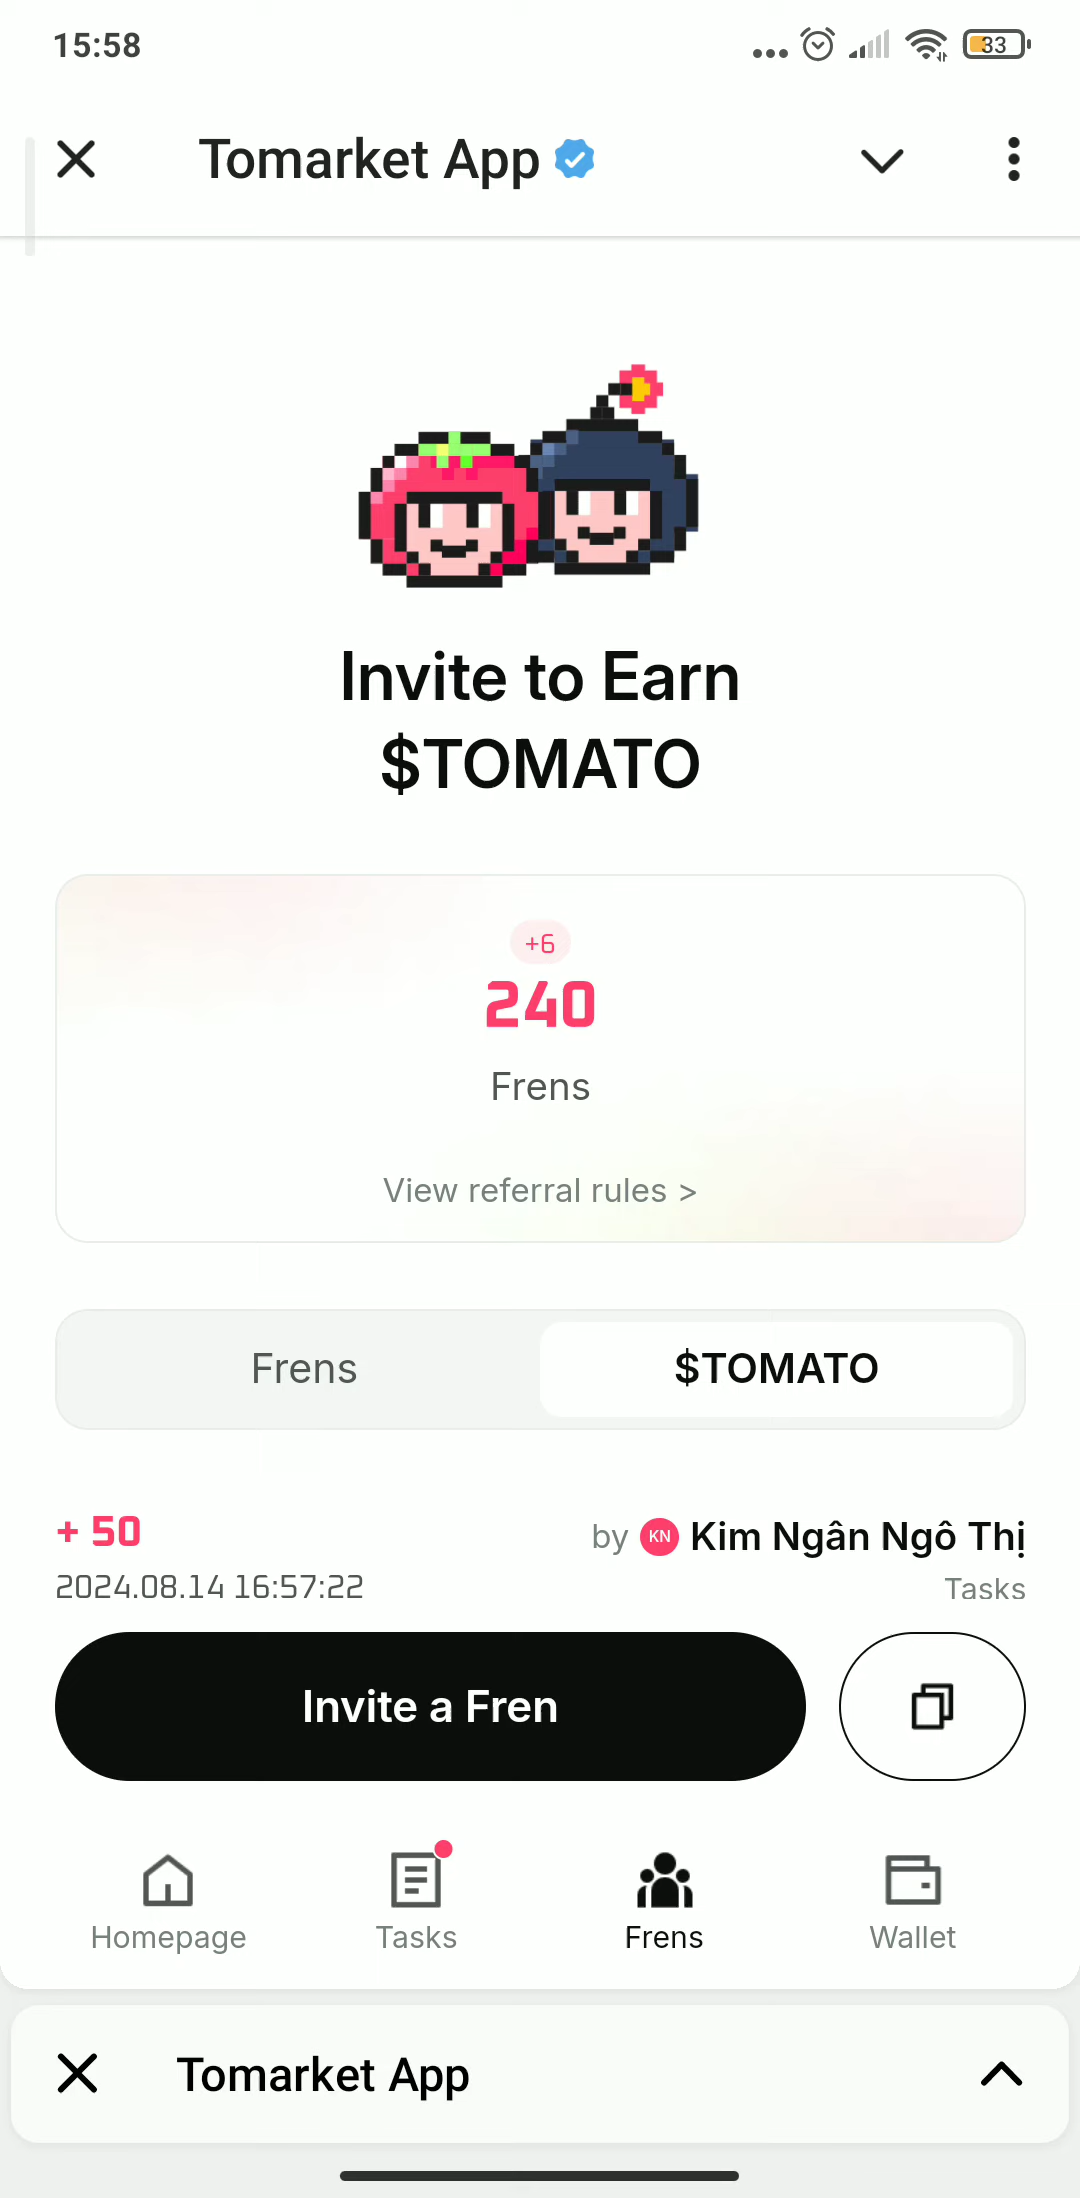 15:58
33
Tomarket App
Invite to Earn
$TOMATO
+6
240
Frens
View referral rules >
Frens
$TOMATO
+ 50
by KN Kim Ngân Ngô Thị
2024.08.14 16:57:22
Tasks
Invite a Fren
Homepage
Tasks
Frens
Wallet
Tomarket App